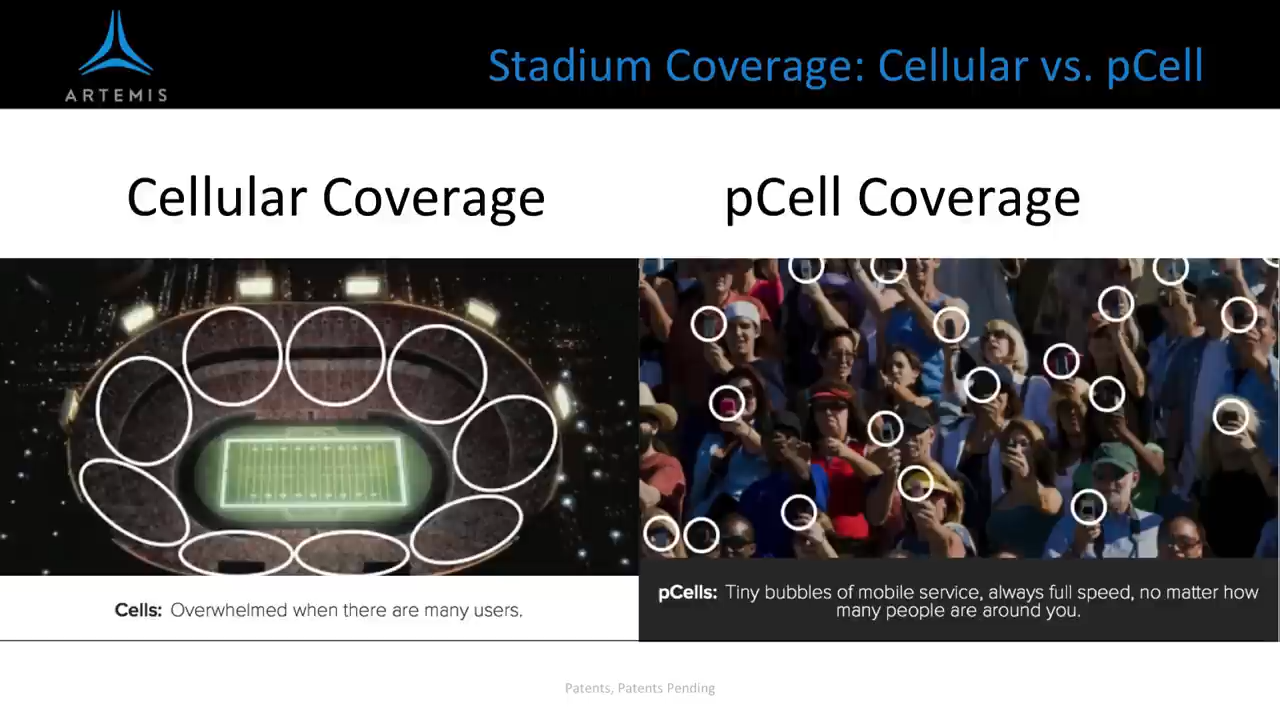 ARTEMIS
Stadium Coverage: Cellular vs. pCell
Cellular Coverage
pCell Coverage
Cells: Overwhelmed when there are many users.
pCells: Tiny bubbles of mobile service, always full speed, no matter how
many people are around you.
Patents, Patents Pending